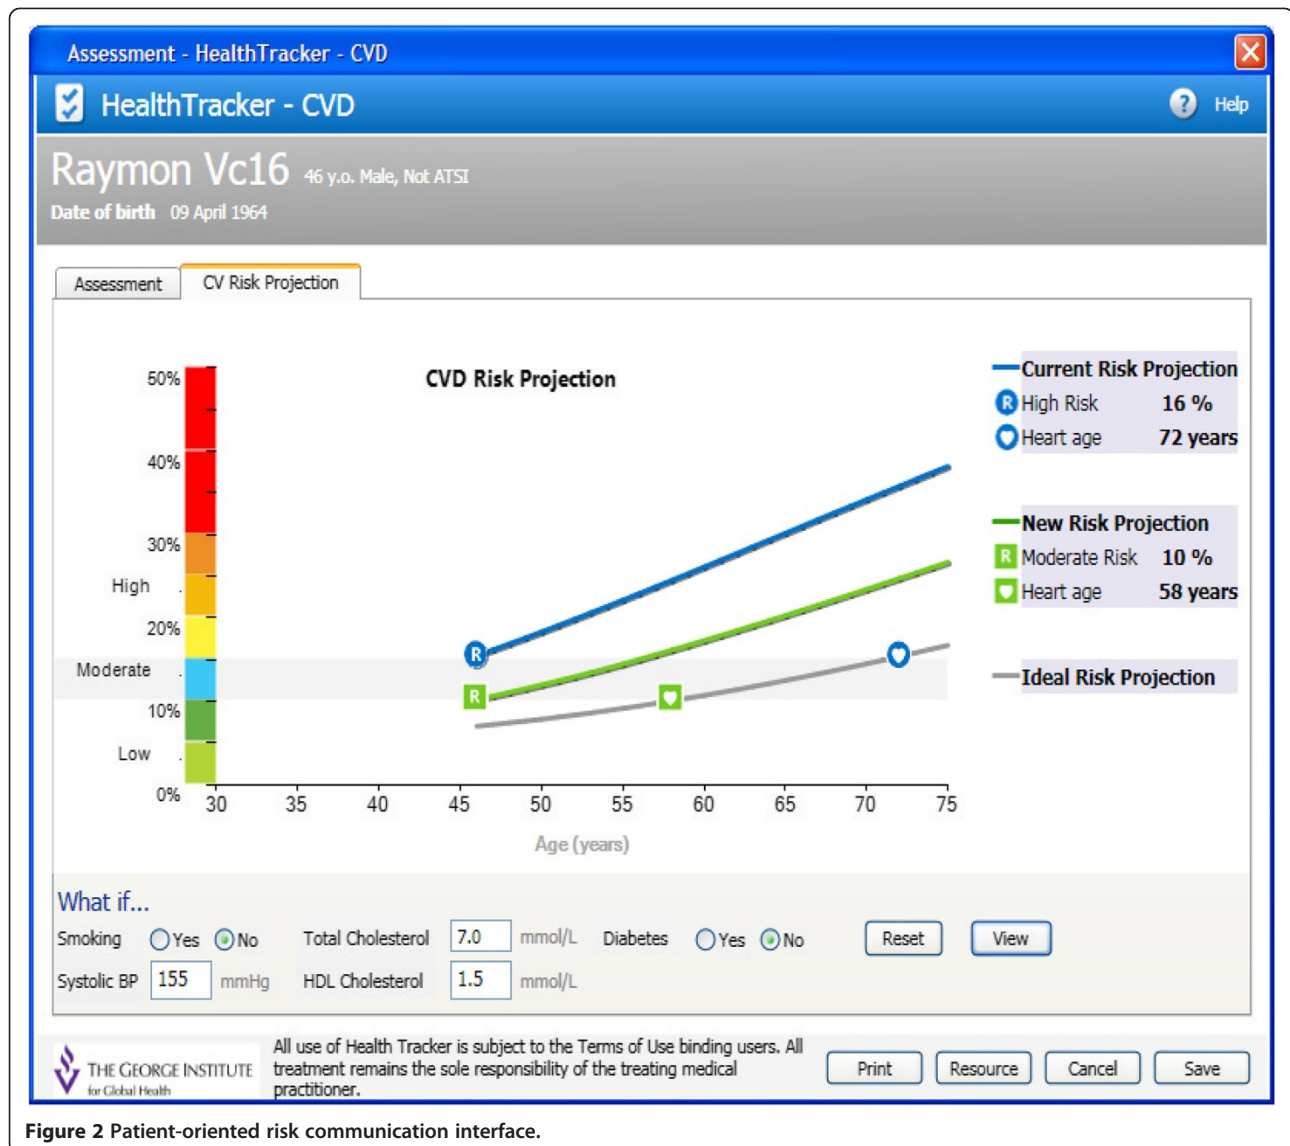 Assessment - HealthTracker - CVD
HealthTracker - CVD
? Help
Raymon Vc16 46 y.o. Male, Not ATSI
Date of birth 09 April 1964
Assessment CV Risk Projection
CVD Risk Projection
50%
40%
30%
High
20%
Moderate
10%
Low
0%
30 35 40 45 50 55 60 65 70 75
Age (years)
R
R
Current Risk Projection
R High Risk 16 %
Heart age 72 years
New Risk Projection
R Moderate Risk 10 %
Heart age 58 years
Ideal Risk Projection
What if...
Smoking Yes No Total Cholesterol 7.0 mmol/L Diabetes Yes No Reset View
Systolic BP 155 mmHg HDL Cholesterol 1.5 mmol/L
THE GEORGE INSTITUTE
for Global Health
All use of Health Tracker is subject to the Terms of Use binding users. All
treatment remains the sole responsibility of the treating medical
practitioner.
Print Resource Cancel Save
Figure 2 Patient-oriented risk communication interface.